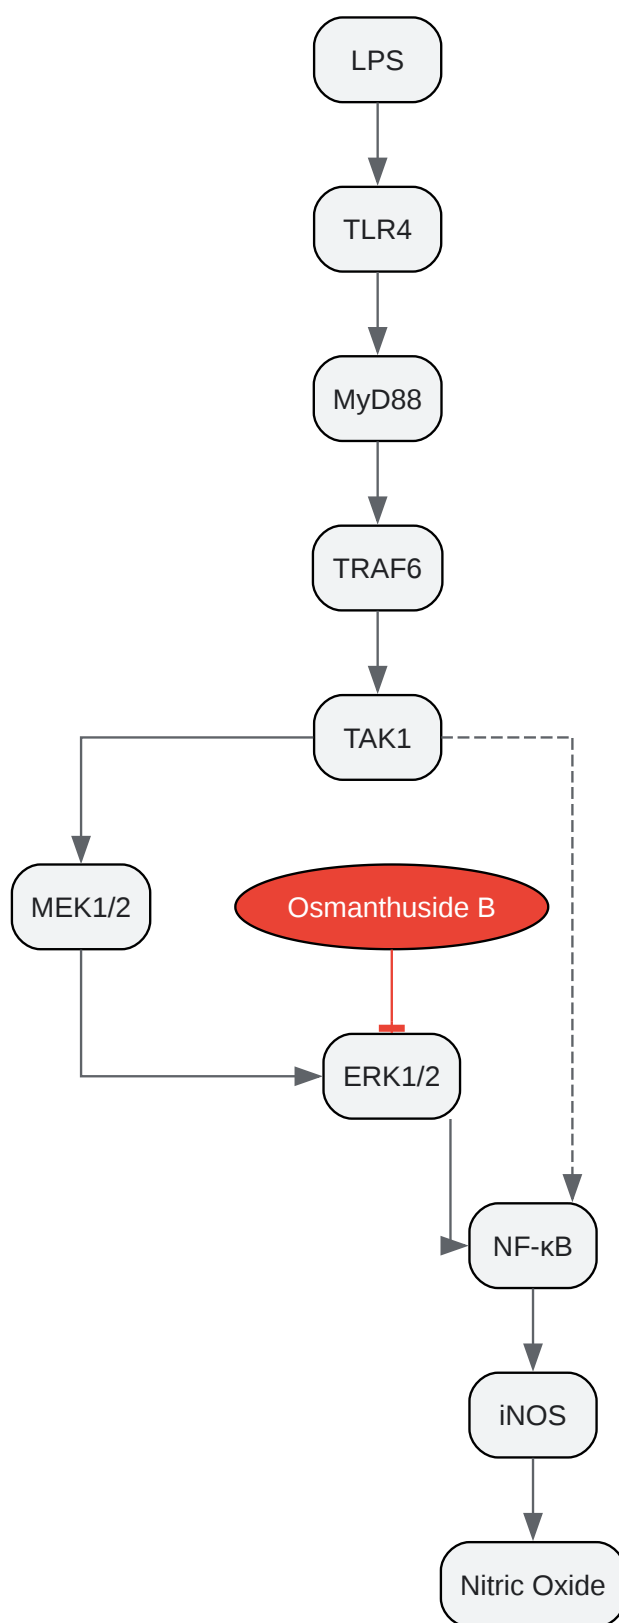 LPS
TLR4
MyD88
TRAF6
TAK1
MEK1/2
Osmanthuside B
ERK1/2
NF-κB
iNOS
Nitric Oxide